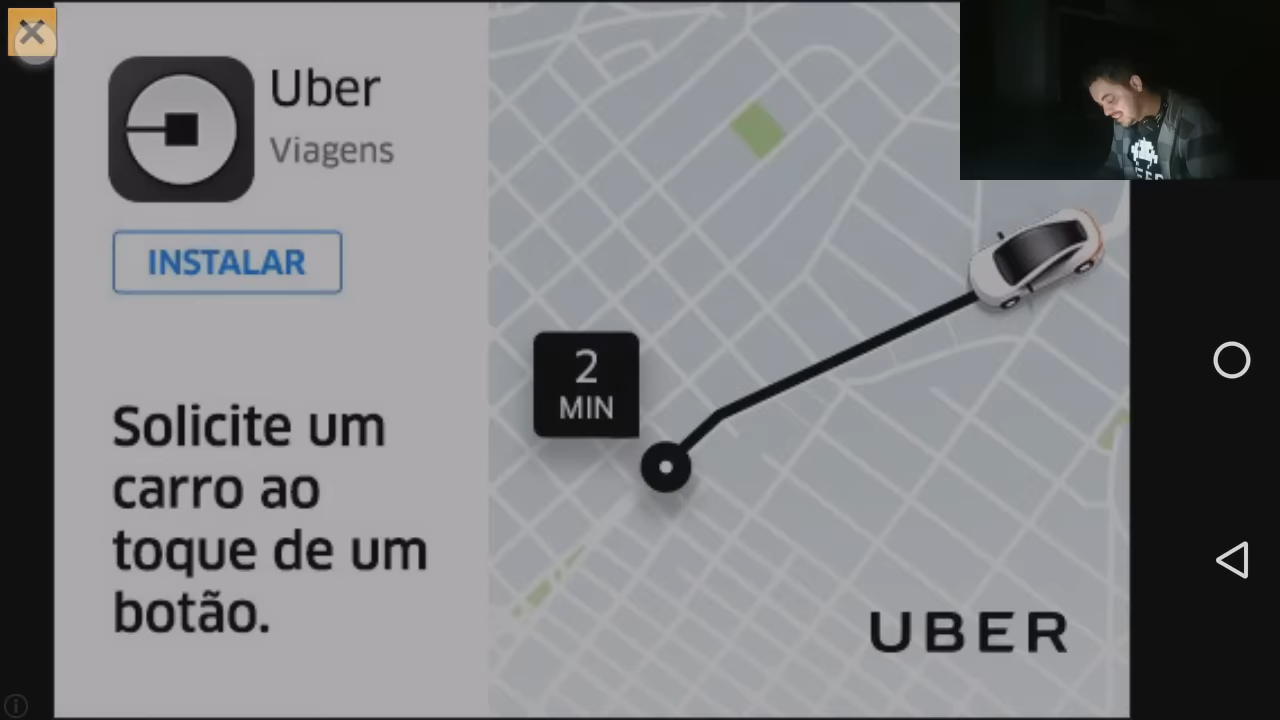 Uber
Viagens
INSTALAR
Solicite um
carro ao
toque de um
botão.
2
MIN
UBER